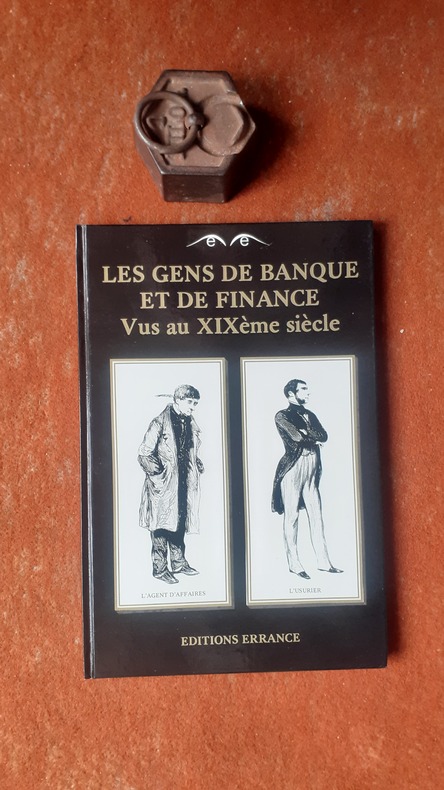 e e
LES GENS DE BANQUE
ET DE FINANCE
Vus au XIXème siècle
L'AGENT D'AFFAIRES
L'USURIER
EDITIONS ERRANCE